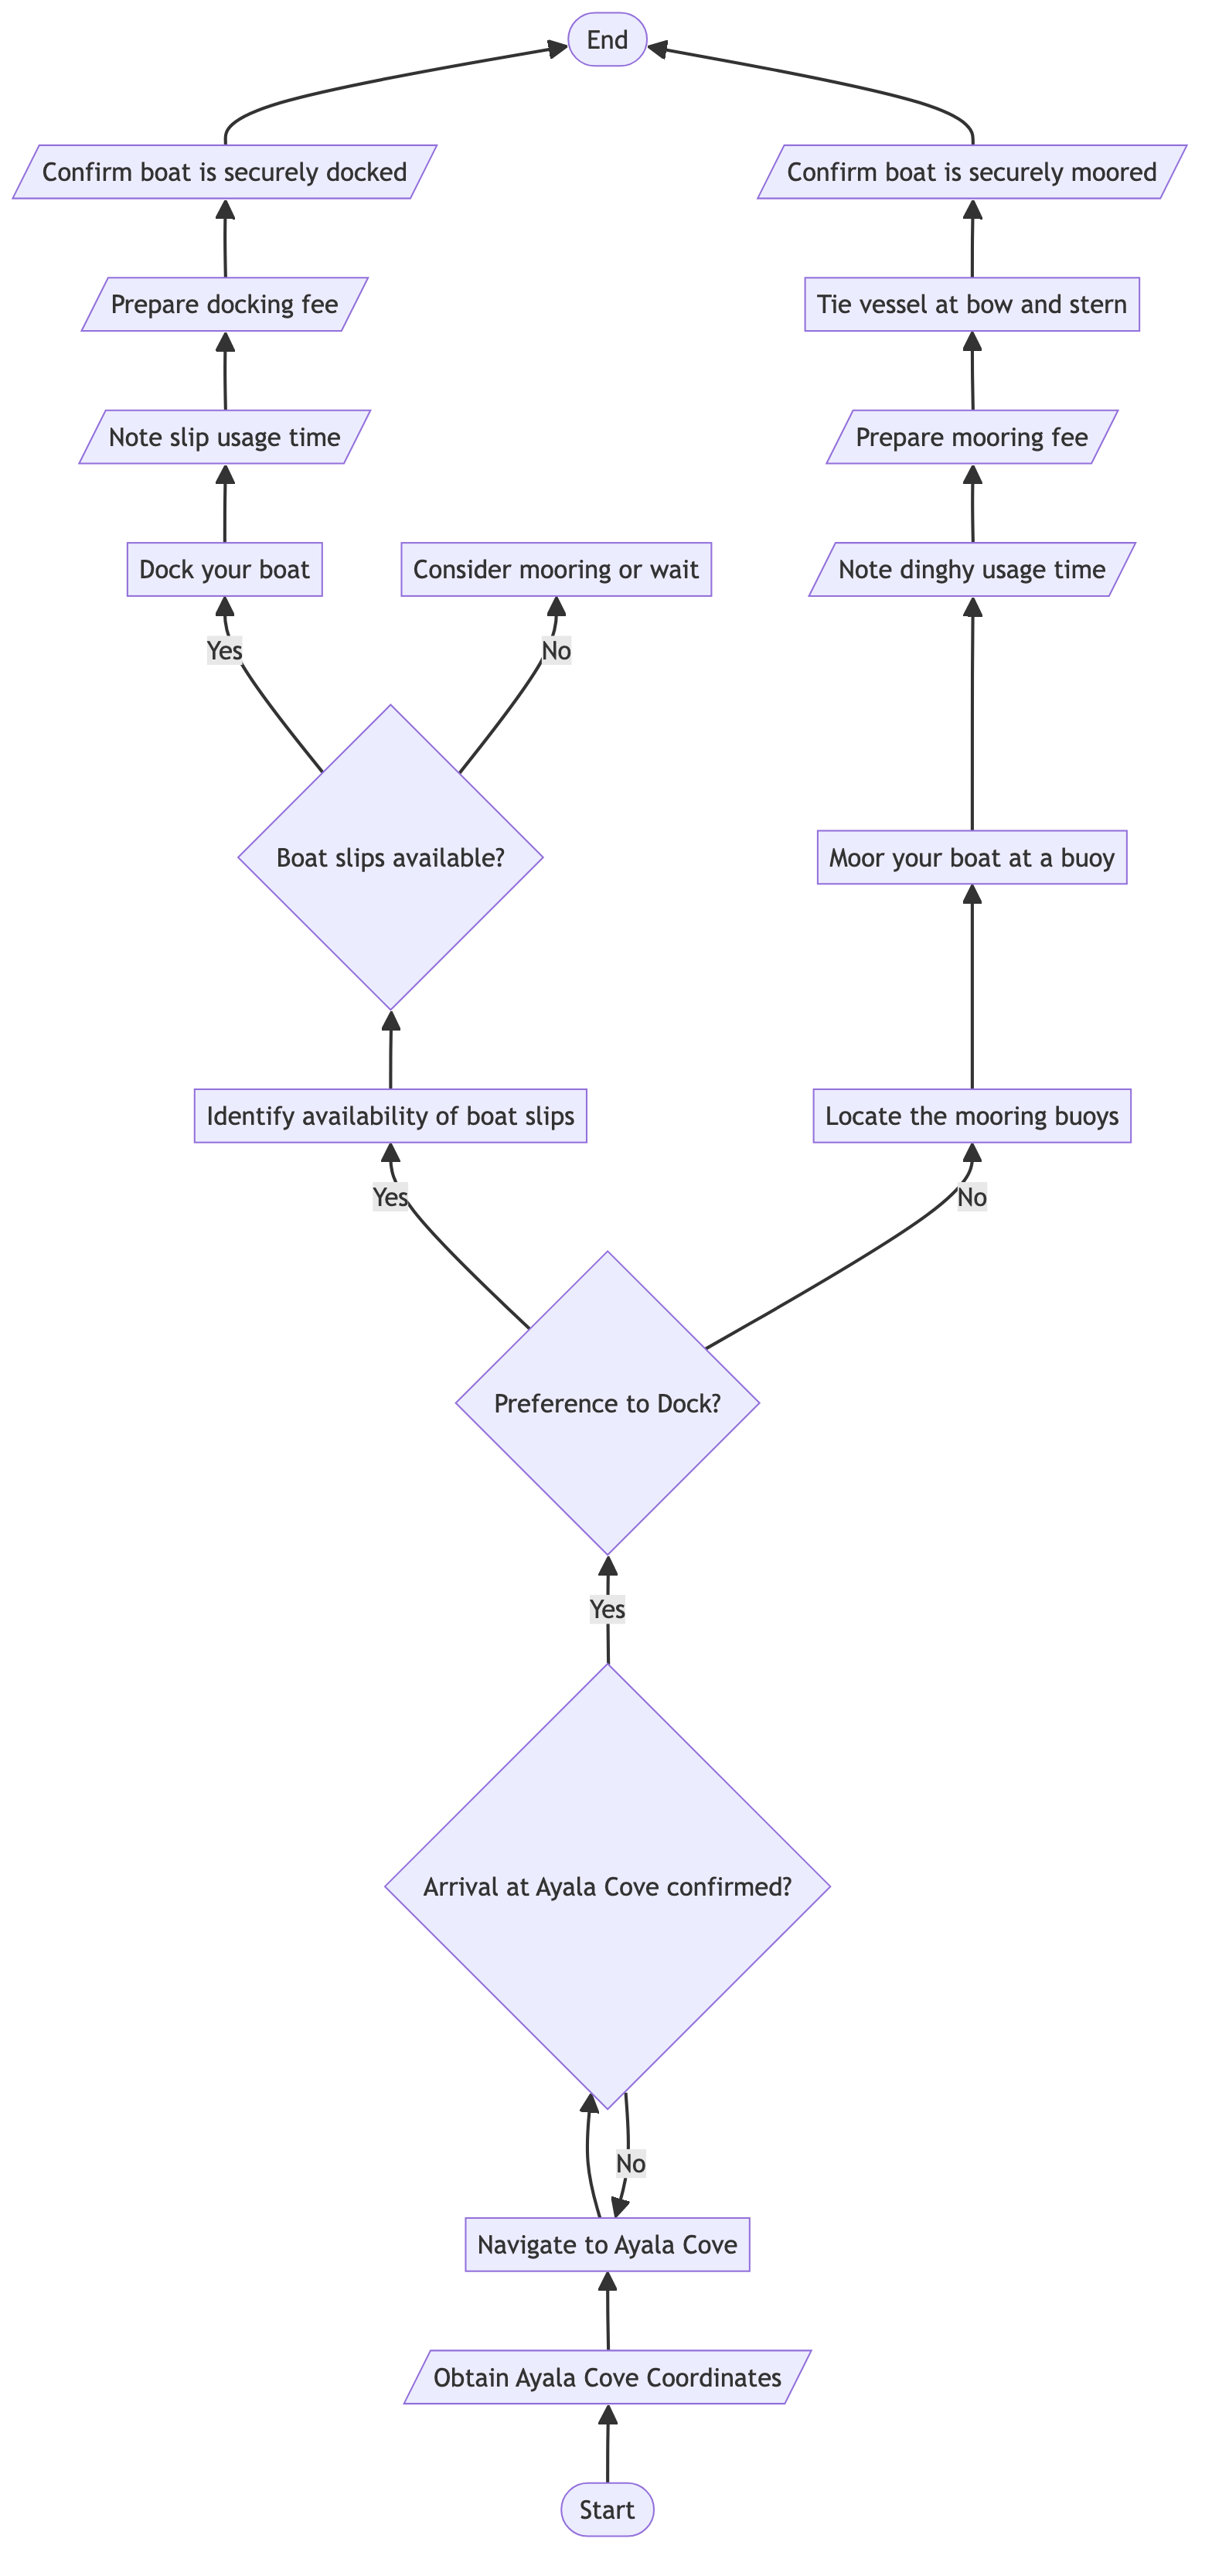 End
Confirm boat is securely docked
Confirm boat is securely moored
Prepare docking fee
Tie vessel at bow and stern
Note slip usage time
Prepare mooring fee
Dock your boat
Consider mooring or wait
Note dinghy usage time
Yes
No
Boat slips available?
Moor your boat at a buoy
Identify availability of boat slips
Locate the mooring buoys
Yes
No
Preference to Dock?
Yes
Arrival at Ayala Cove confirmed?
No
Navigate to Ayala Cove
Obtain Ayala Cove Coordinates
Start